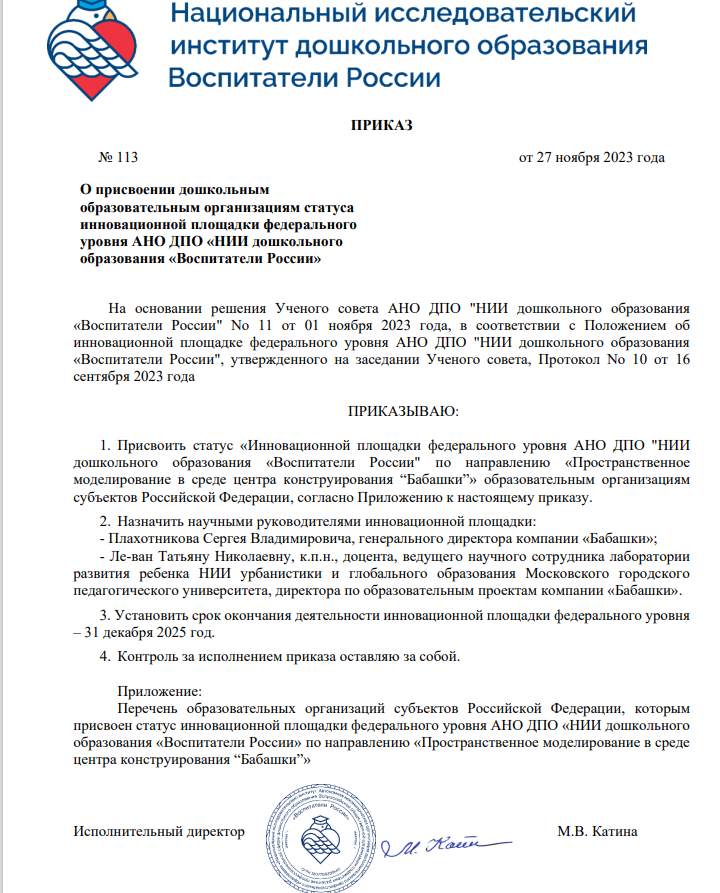 Национальный исследовательский
институт дошкольного образования
Воспитатели России
ПРИКАЗ
№ 113 от 27 ноября 2023 года
О присвоении дошкольным
образовательным организациям статуса
инновационной площадки федерального
уровня АНО ДПО «НИИ дошкольного
образования «Воспитатели России»
На основании решения Ученого совета АНО ДПО "НИИ дошкольного образования
«Воспитатели России" No 11 от 01 ноября 2023 года, в соответствии с Положением об
инновационной площадке федерального уровня АНО ДПО "НИИ дошкольного образования
«Воспитатели России", утвержденного на заседании Ученого совета, Протокол No 10 от 16
сентября 2023 года
ПРИКАЗЫВАЮ:
1. Присвоить статус «Инновационной площадки федерального уровня АНО ДПО "НИИ
дошкольного образования «Воспитатели России" по направлению «Пространственное
моделирование в среде центра конструирования “Бабашки”» образовательным организациям
субъектов Российской Федерации, согласно Приложению к настоящему приказу.
2. Назначить научными руководителями инновационной площадки:
- Плахотникова Сергея Владимировича, генерального директора компании «Бабашки»;
- Ле-ван Татьяну Николаевну, к.п.н., доцента, ведущего научного сотрудника лаборатории
развития ребенка НИИ урбанистики и глобального образования Московского городского
педагогического университета, директора по образовательным проектам компании «Бабашки».
3. Установить срок окончания деятельности инновационной площадки федерального уровня
– 31 декабря 2025 год.
4. Контроль за исполнением приказа оставляю за собой.
Приложение:
Перечень образовательных организаций субъектов Российской Федерации, которым
присвоен статус инновационной площадки федерального уровня АНО ДПО «НИИ дошкольного
образования «Воспитатели России» по направлению «Пространственное моделирование в среде
центра конструирования “Бабашки”»
«Воспитатели России»
Исполнительный директор М.В. Катина